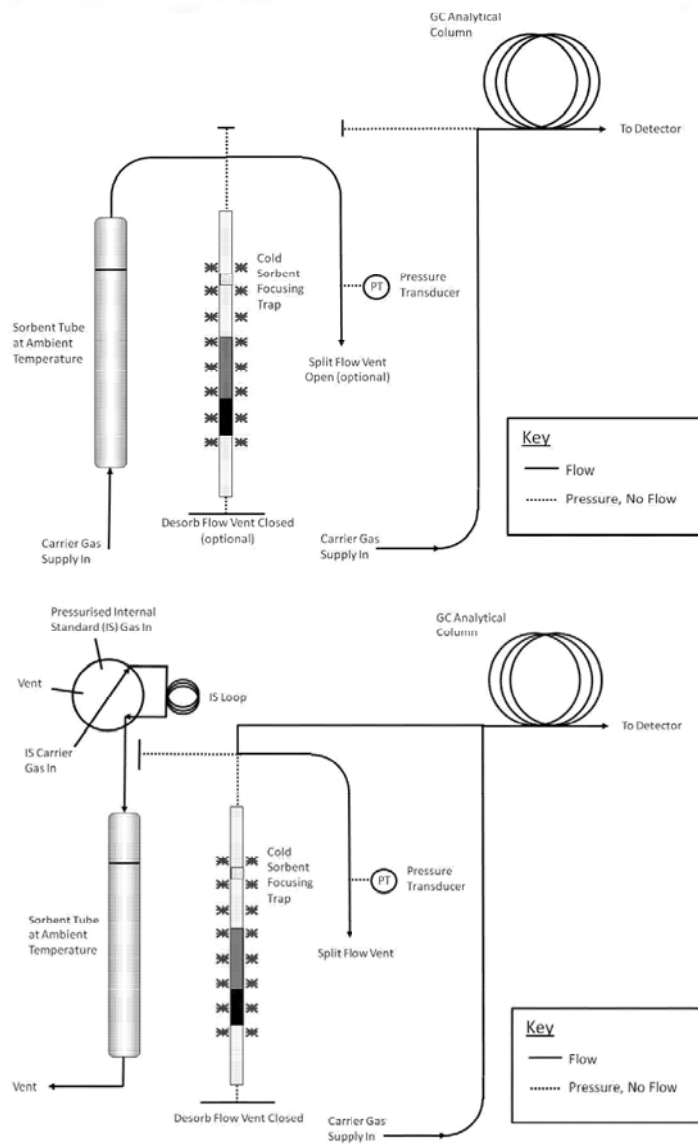 GC Analytical
Column
To Detector
Cold
Sorbent
Focusing
Trap
PT
Pressure
Transducer
Sorbent Tube
at Ambient
Temperature
Split Flow Vent
Open (optional)
Key
Flow
Pressure, No Flow
Desorb Flow Vent Closed
(optional)
Carrier Gas
Supply In
Carrier Gas
Supply In
Pressurised Internal
Standard (IS) Gas In
GC Analytical
Column
Vent
IS Loop
To Detector
IS Carrier
Gas In
Cold
Sorbent
Focusing
Trap
PT
Pressure
Transducer
Sorbent Tube
at Ambient
Temperature
Split Flow Vent
Key
Flow
Pressure, No Flow
Vent
Desorb Flow Vent Closed
Carrier Gas
Supply In